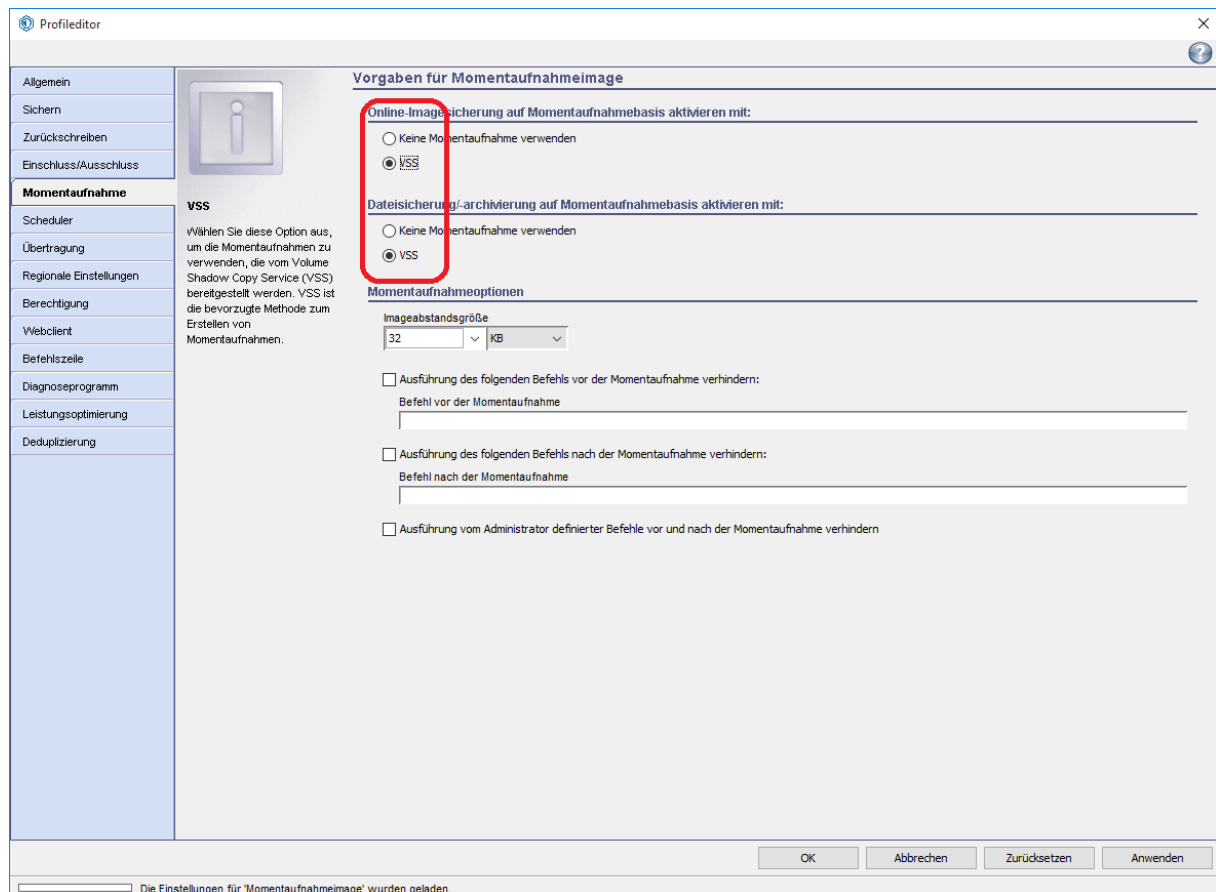 Profileditor
Allgemein
Sichern
Zurückschreiben
Einschluss/Ausschluss
Momentaufnahme
Scheduler
Übertragung
Regionale Einstellungen
Berechtigung
Webclient
Befehlszeile
Diagnoseprogramm
Leistungsoptimierung
Deduplizierung
VSS
Wählen Sie diese Option aus,
um die Momentaufnahmen zu
verwenden, die vom Volume
Shadow Copy Service (VSS)
bereitgestellt werden. VSS ist
die bevorzugte Methode zum
Erstellen von
Momentaufnahmen.
Vorgaben für Momentaufnahmeimage
Online-Imagesicherung auf Momentaufnahmebasis aktivieren mit:
Keine Momentaufnahme verwenden
VSS
Dateisicherung/-archivierung auf Momentaufnahmebasis aktivieren mit:
Keine Momentaufnahme verwenden
VSS
Momentaufnahmeoptionen
Imageabstandsgröße
32 KB
Ausführung des folgenden Befehls vor der Momentaufnahme verhindern:
Befehl vor der Momentaufnahme
Ausführung des folgenden Befehls nach der Momentaufnahme verhindern:
Befehl nach der Momentaufnahme
Ausführung vom Administrator definierter Befehle vor und nach der Momentaufnahme verhindern
OK Abbrechen Zurücksetzen Anwenden
Die Einstellungen für 'Momentaufnahmeimage' wurden geladen.